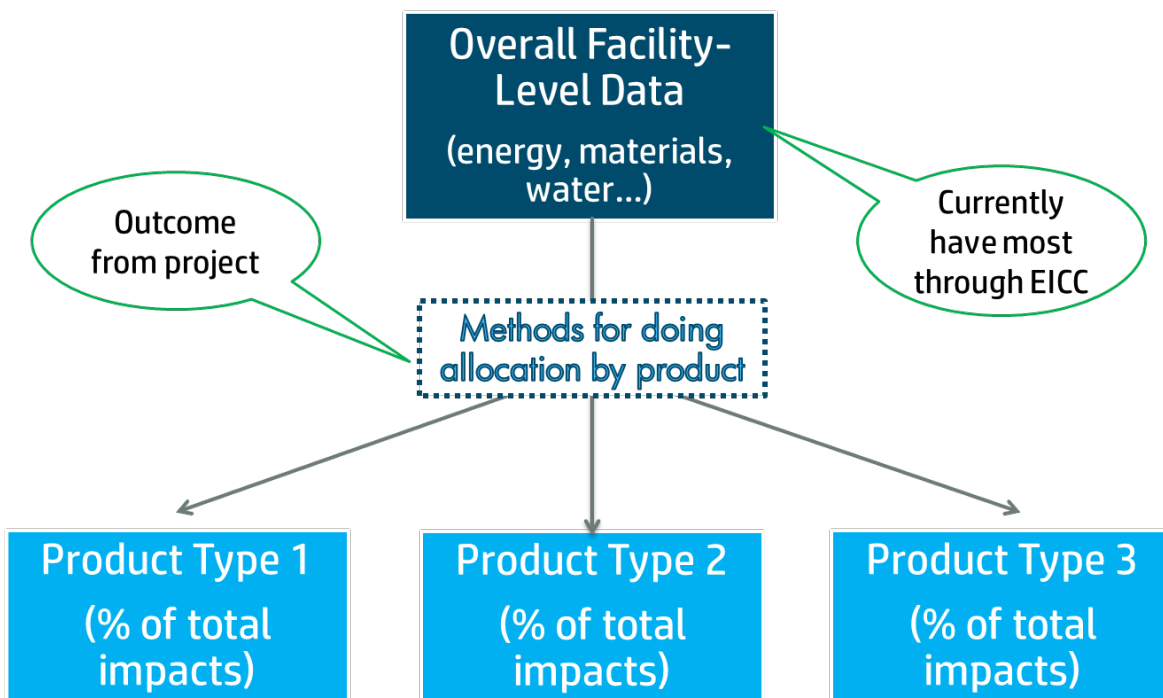 Overall Facility-
Level Data
(energy, materials,
water...)
Outcome
from project
Currently
have most
through EICC
Methods for doing
allocation by product
Product Type 1
(% of total
impacts)
Product Type 2
(% of total
impacts)
Product Type 3
(% of total
impacts)